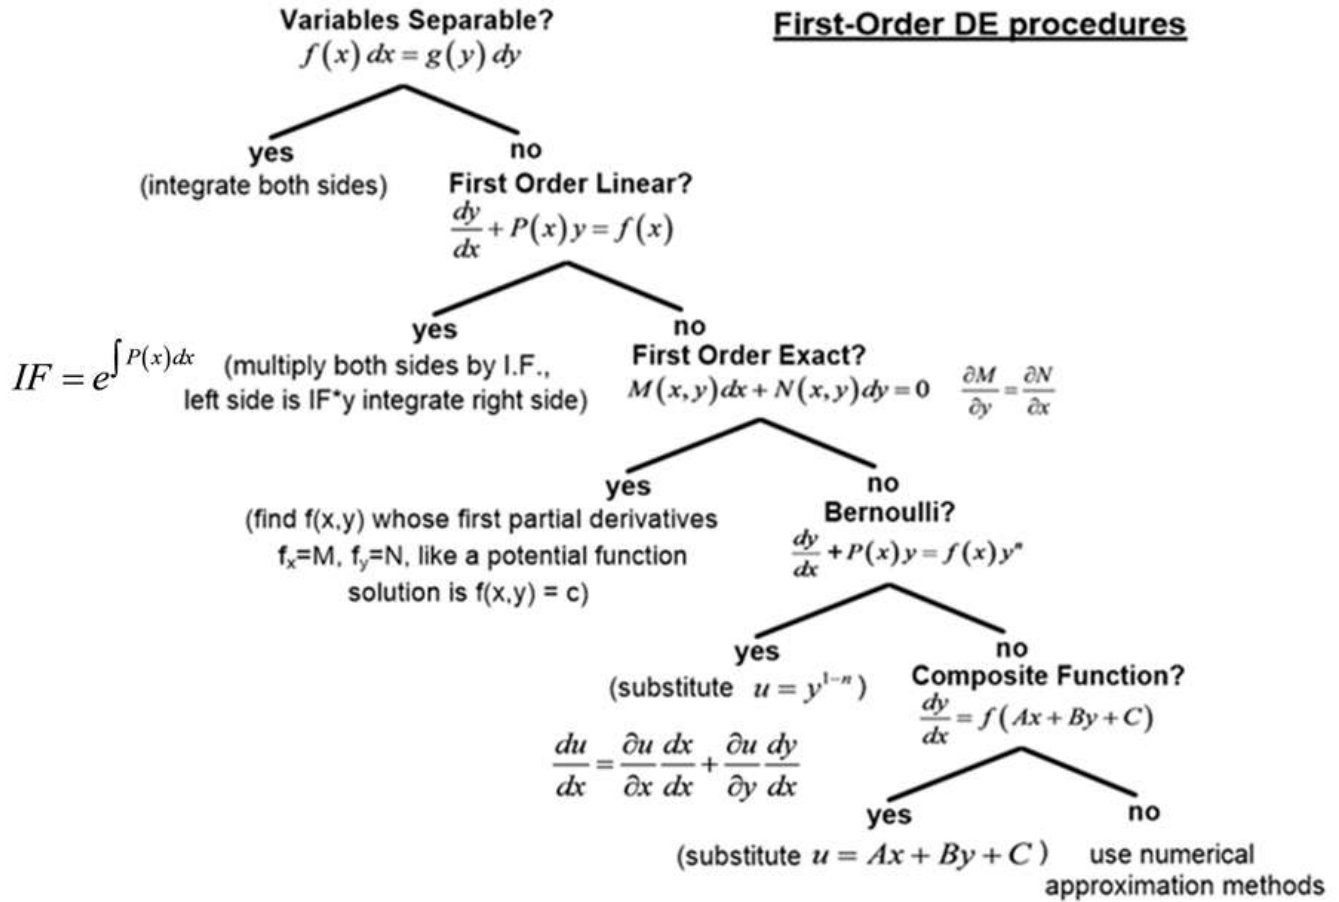 First-Order DE procedures
Variables Separable?
f(x) dx = g(y) dy
yes
(integrate both sides)
no
First Order Linear?
dy/dx + P(x)y = f(x)
yes
IF = e^∫P(x)dx
(multiply both sides by I.F.,
left side is IF*y integrate right side)
no
First Order Exact?
M(x,y)dx + N(x,y)dy = 0 ∂M/∂y = ∂N/∂x
yes
(find f(x,y) whose first partial derivatives
fₓ=M, fᵧ=N, like a potential function
solution is f(x,y) = c)
no
Bernoulli?
dy/dx + P(x)y = f(x)yⁿ
yes
(substitute u = y¹⁻ⁿ)
du/dx = ∂u/∂x dx/dx + ∂u/∂y dy/dx
no
Composite Function?
dy/dx = f(Ax + By + C)
yes
(substitute u = Ax + By + C)
no
use numerical
approximation methods